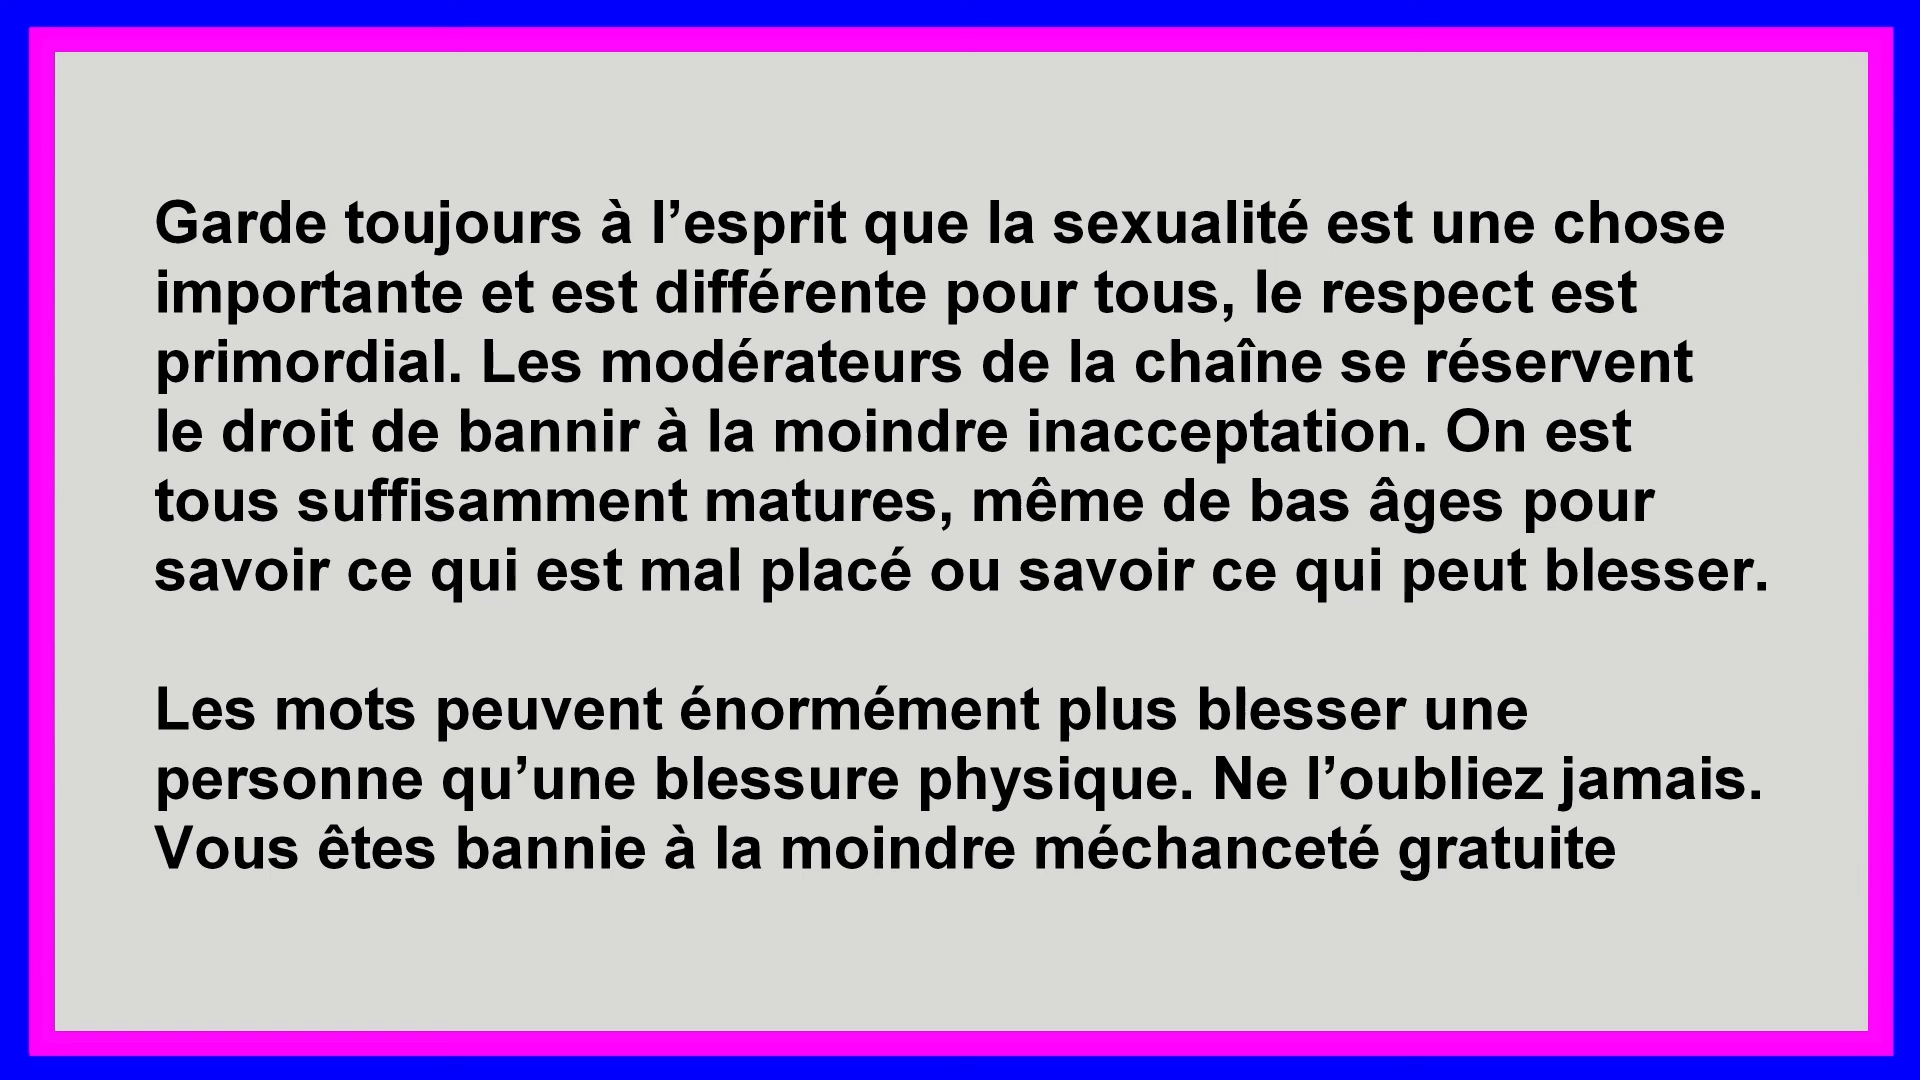 Garde toujours à l’esprit que la sexualité est une chose
importante et est différente pour tous, le respect est
primordial. Les modérateurs de la chaîne se réservent
le droit de bannir à la moindre inacceptation. On est
tous suffisamment matures, même de bas âges pour
savoir ce qui est mal placé ou savoir ce qui peut blesser.
Les mots peuvent énormément plus blesser une
personne qu’une blessure physique. Ne l’oubliez jamais.
Vous êtes bannie à la moindre méchanceté gratuite